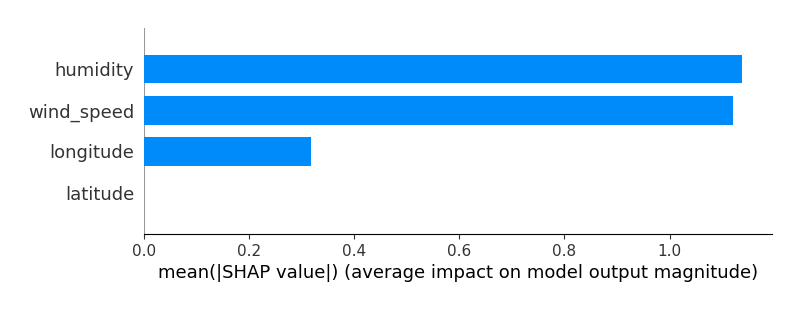 humidity
wind_speed
longitude
latitude
0.0 0.2 0.4 0.6 0.8 1.0
mean(|SHAP value|) (average impact on model output magnitude)